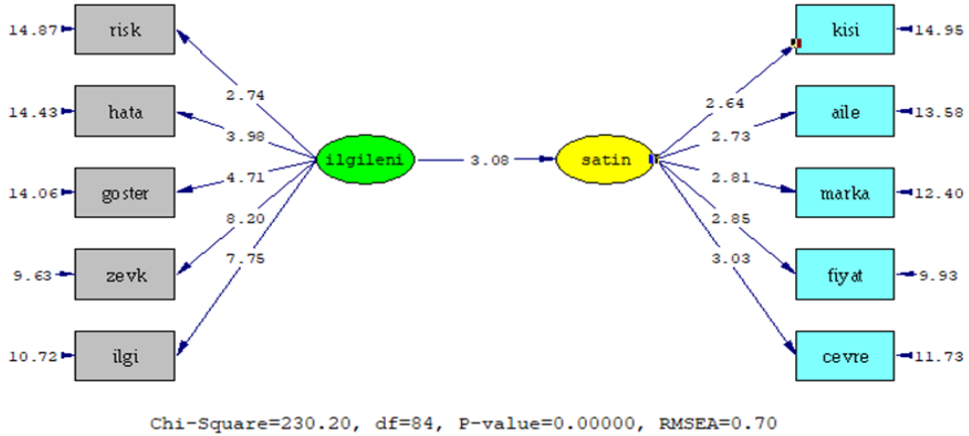 14.87 risk kisi 14.95
2.74 2.64
14.43 hata aile 13.58
3.98 2.73
ilgileni 3.08 satin
14.06 goster 4.71 2.81 marka 12.40
8.20 2.85
7.75 3.03
9.63 zevk fiyat 9.93
10.72 ilgi cevre 11.73
Chi-Square=230.20, df=84, P-value=0.00000, RMSEA=0.70